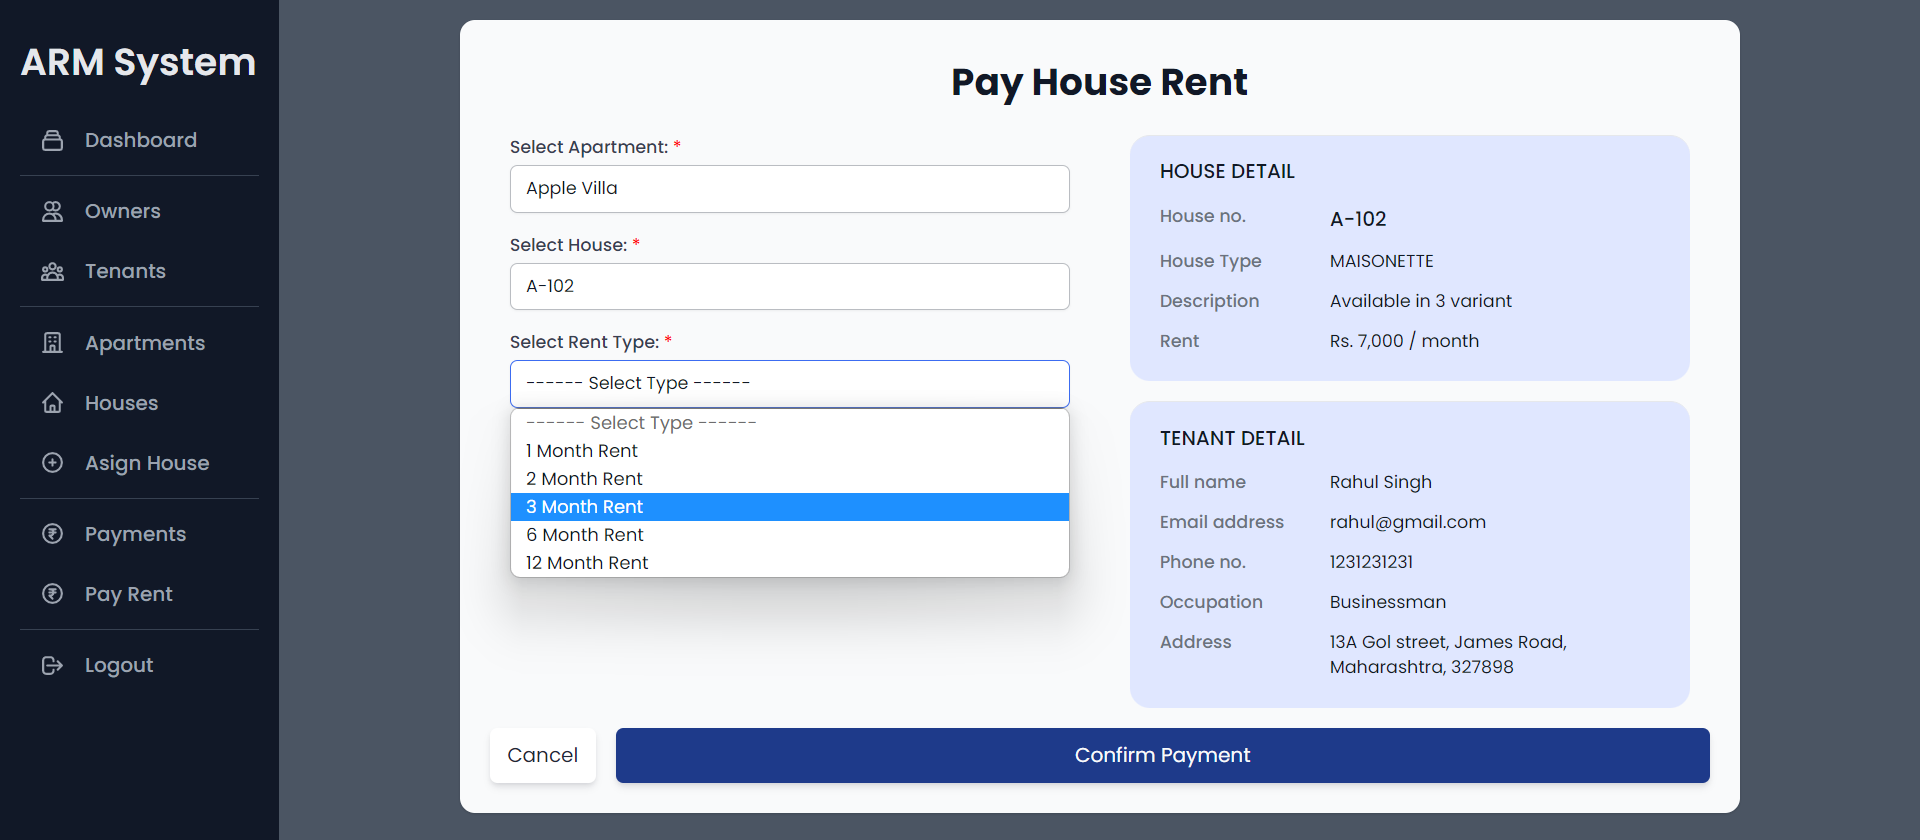 ARM System
Dashboard
Owners
Tenants
Apartments
Houses
Asign House
Payments
Pay Rent
Logout
Pay House Rent
Select Apartment: *
Apple Villa
Select House: *
A-102
Select Rent Type: *
------ Select Type ------
------ Select Type ------
1 Month Rent
2 Month Rent
3 Month Rent
6 Month Rent
12 Month Rent
HOUSE DETAIL
House no. A-102
House Type MAISONETTE
Description Available in 3 variant
Rent Rs. 7,000 / month
TENANT DETAIL
Full name Rahul Singh
Email address rahul@gmail.com
Phone no. 1231231231
Occupation Businessman
Address 13A Gol street, James Road,
Maharashtra, 327898
Cancel
Confirm Payment